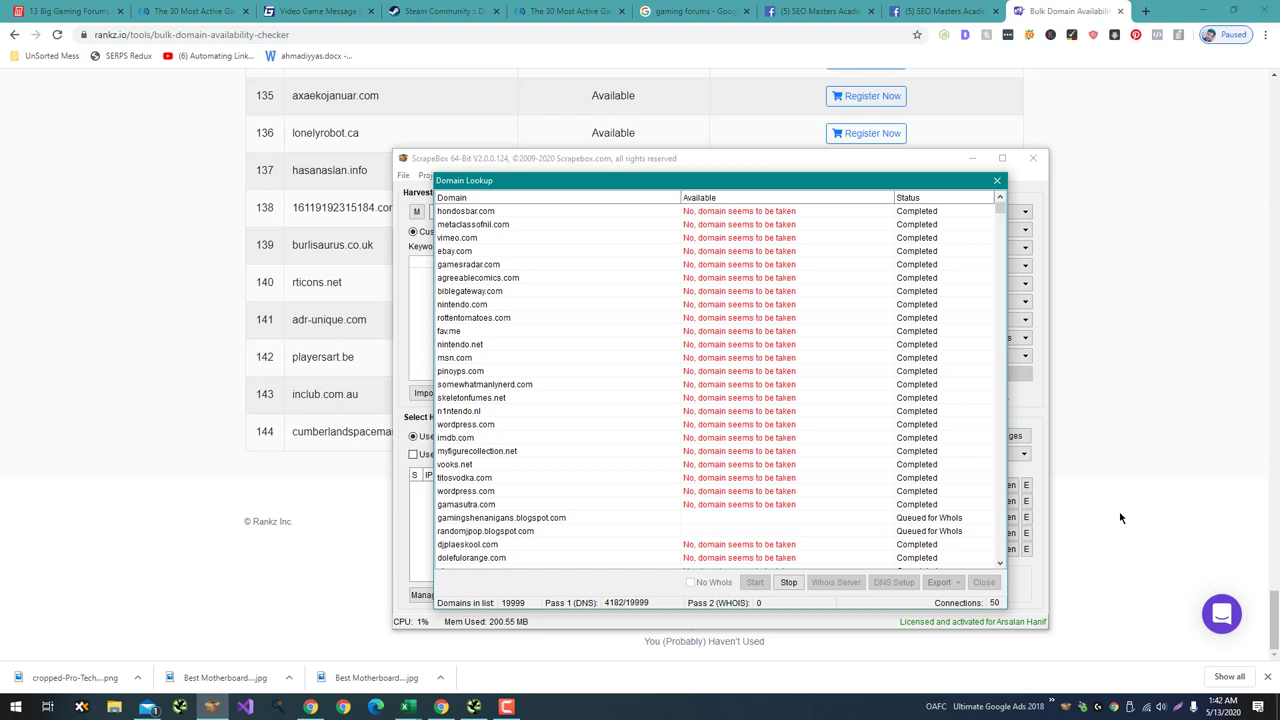 13 Big Gaming Forums
The 30 Most Active Ga
Video Game Message
Steam Community :: D
The 30 Most Active Ga
gaming forums - Goog
(5) SEO Masters Acade
(5) SEO Masters Acade
Bulk Domain Availabilit
rankz.io/tools/bulk-domain-availability-checker
Paused
UnSorted Mess
SERPS Redux
(6) Automating Link...
ahmadiyyas.docx -...
135 axaekojanuar.com Available Register Now
136 lonelyrobot.ca Available Register Now
137 hasanaslan.info
138 1f119192315184.cor
139 burlisaurus.co.uk
140 rticons.net
141 adr-unique.com
142 playersart.be
143 inclub.com.au
144 cumberlandspacemar
ScrapeBox 64-Bit V2.0.0.124, ©2009-2020 Scrapebox.com, all rights reserved
File
Harvest
M
Cus
Keywo
Impo
Select H
Use
Use
S IP
Mana
Domain Lookup
Domain Available Status
hondosbar.com No, domain seems to be taken Completed
metaclassofnil.com No, domain seems to be taken Completed
vimeo.com No, domain seems to be taken Completed
ebay.com No, domain seems to be taken Completed
gamesradar.com No, domain seems to be taken Completed
agreeablecomics.com No, domain seems to be taken Completed
biblegateway.com No, domain seems to be taken Completed
nintendo.com No, domain seems to be taken Completed
rottentomatoes.com No, domain seems to be taken Completed
fav.me No, domain seems to be taken Completed
nintendo.net No, domain seems to be taken Completed
msn.com No, domain seems to be taken Completed
pinoyps.com No, domain seems to be taken Completed
somewhatmanlynerd.com No, domain seems to be taken Completed
skeletonfumes.net No, domain seems to be taken Completed
n1ntendo.nl No, domain seems to be taken Completed
wordpress.com No, domain seems to be taken Completed
imdb.com No, domain seems to be taken Completed
myfigurecollection.net No, domain seems to be taken Completed
vooks.net No, domain seems to be taken Completed
titosvodka.com No, domain seems to be taken Completed
wordpress.com No, domain seems to be taken Completed
gamasutra.com No, domain seems to be taken Completed
gamingshenanigans.blogspot.com Queued for WhoIs
randomjpop.blogspot.com Queued for WhoIs
djplaeskool.com No, domain seems to be taken Completed
dolefulorange.com No, domain seems to be taken Completed
No WhoIs Start Stop Whois Server DNS Setup Export Close
Domains in list: 19999 Pass 1 (DNS): 4182/19999 Pass 2 (WHOIS): 0 Connections: 50
CPU: 1% Mem Used: 200.55 MB Licensed and activated for Arsalan Hanif
© Rankz Inc.
You (Probably) Haven't Used
cropped-Pro-Tech....png
Best Motherboard....jpg
Best Motherboard....jpg
Show all
OAFC Ultimate Google Ads 2018
1:42 AM
5/13/2020